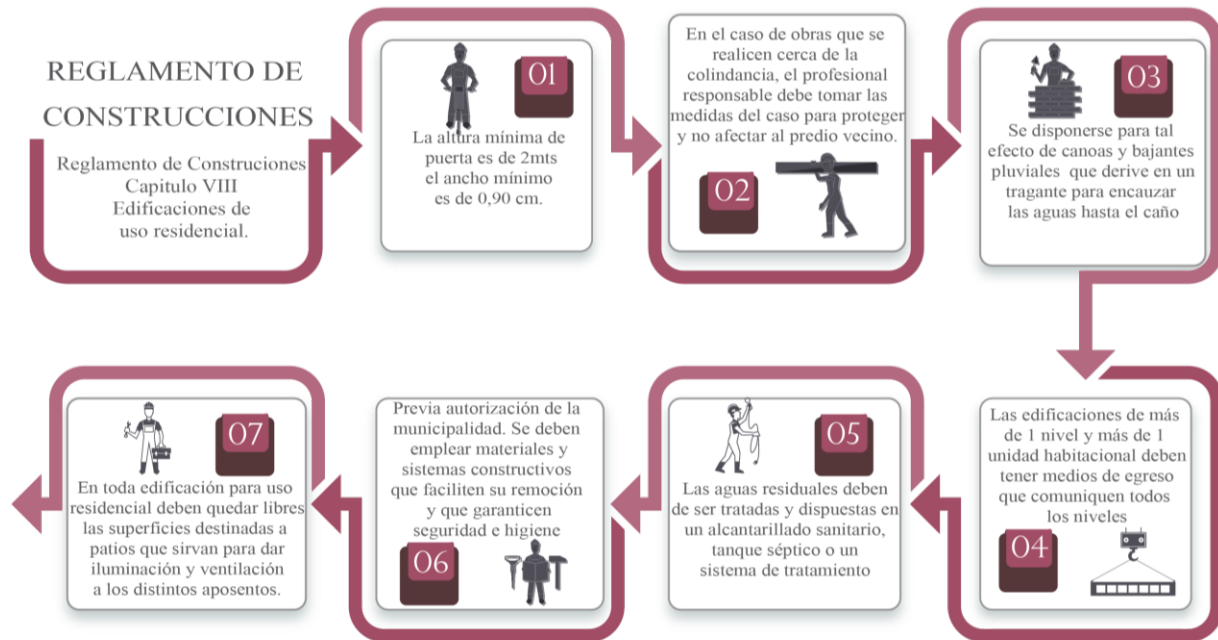 REGLAMENTO DE
CONSTRUCCIONES
Reglamento de Construciones
Capitulo VIII
Edificaciones de
uso residencial.
01
La altura mínima de
puerta es de 2mts
el ancho mínimo
es de 0,90 cm.
En el caso de obras que se
realicen cerca de la
colindancia, el profesional
responsable debe tomar las
medidas del caso para proteger
y no afectar al predio vecino.
02
03
Se disponerse para tal
efecto de canoas y bajantes
pluviales que derive en un
tragante para encauzar
las aguas hasta el caño
Las edificaciones de más
de 1 nivel y más de 1
unidad habitacional deben
tener medios de egreso
que comuniquen todos
los niveles
04
05
Las aguas residuales deben
de ser tratadas y dispuestas en
un alcantarillado sanitario,
tanque séptico o un
sistema de tratamiento
Previa autorización de la
municipalidad. Se deben
emplear materiales y
sistemas constructivos
que faciliten su remoción
y que garanticen
seguridad e higiene
06
07
En toda edificación para uso
residencial deben quedar libres
las superficies destinadas a
patios que sirvan para dar
iluminación y ventilación
a los distintos aposentos.